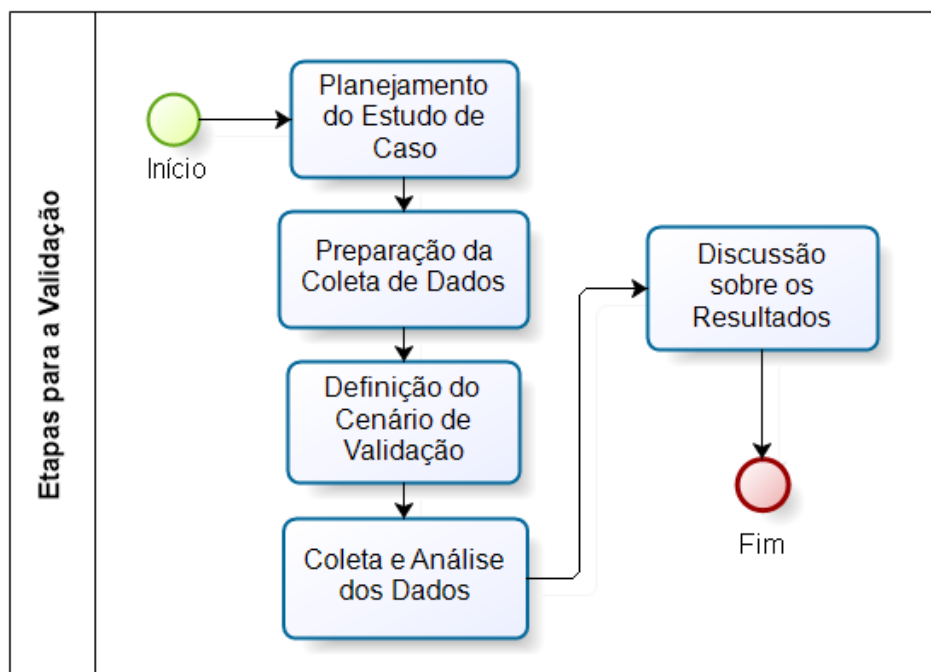 Etapas para a Validação
Início
Planejamento
do Estudo de
Caso
Preparação da
Coleta de Dados
Definição do
Cenário de
Validação
Coleta e Análise
dos Dados
Discussão
sobre os
Resultados
Fim